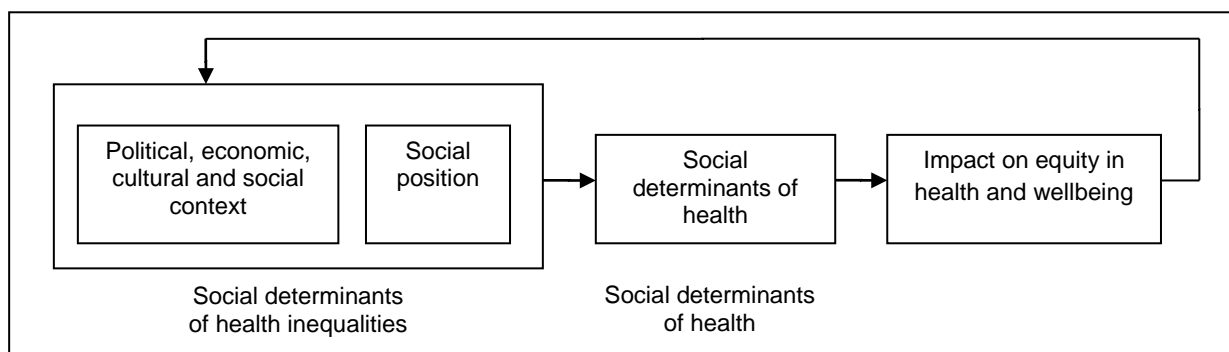 Political, economic,
cultural and social
context
Social
position
Social
determinants of
health
Impact on equity in
health and wellbeing
Social determinants
of health inequalities
Social determinants
of health